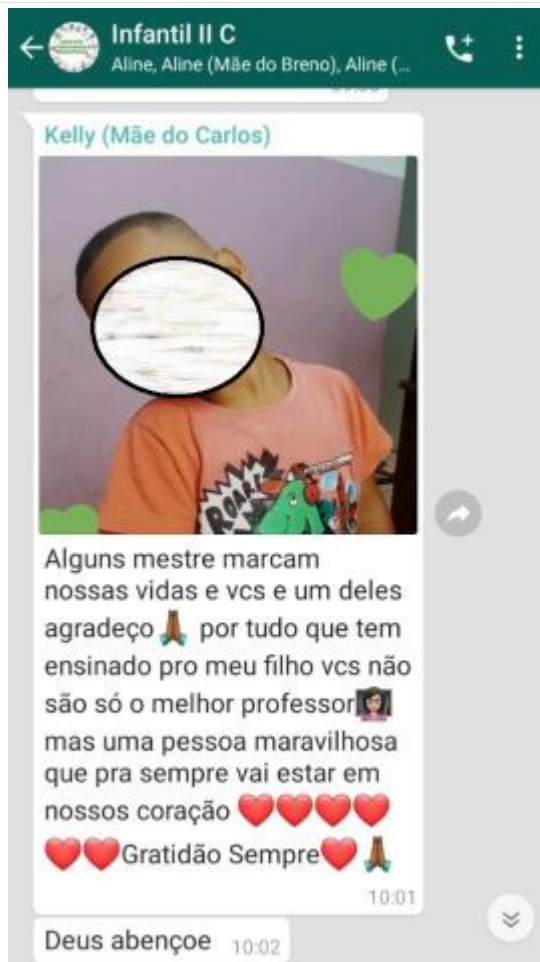 Infantil II C
Aline, Aline (Mãe do Breno), Aline (...
Kelly (Mãe do Carlos)
ROAR!
Alguns mestre marcam
nossas vidas e vcs e um deles
agradeço🙏🏾 por tudo que tem
ensinado pro meu filho vcs não
são só o melhor professor👩🏻‍🏫
mas uma pessoa maravilhosa
que pra sempre vai estar em
nossos coração ❤️❤️❤️❤️
❤️❤️Gratidão Sempre❤️🙏🏾
10:01
Deus abençoe 10:02